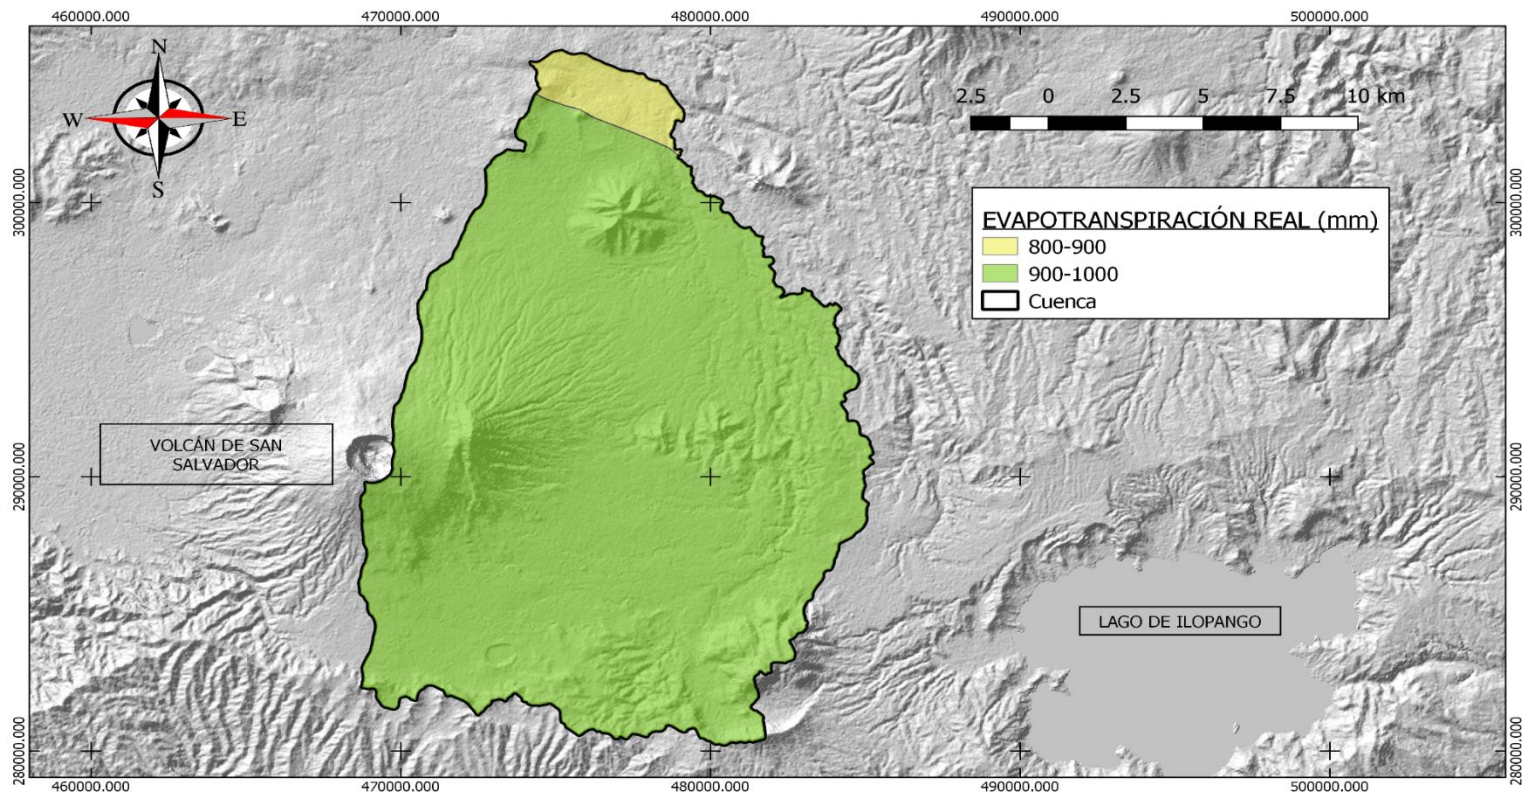 460000.000 470000.000 480000.000 490000.000 500000.000
N
W E
S
2.5 0 2.5 5 7.5 10 km
300000.000 300000.000
EVAPOTRANSPIRACIÓN REAL (mm)
800-900
900-1000
Cuenca
VOLCÁN DE SAN
SALVADOR
290000.000 290000.000
LAGO DE ILOPANGO
280000.000 280000.000
460000.000 470000.000 480000.000 490000.000 500000.000